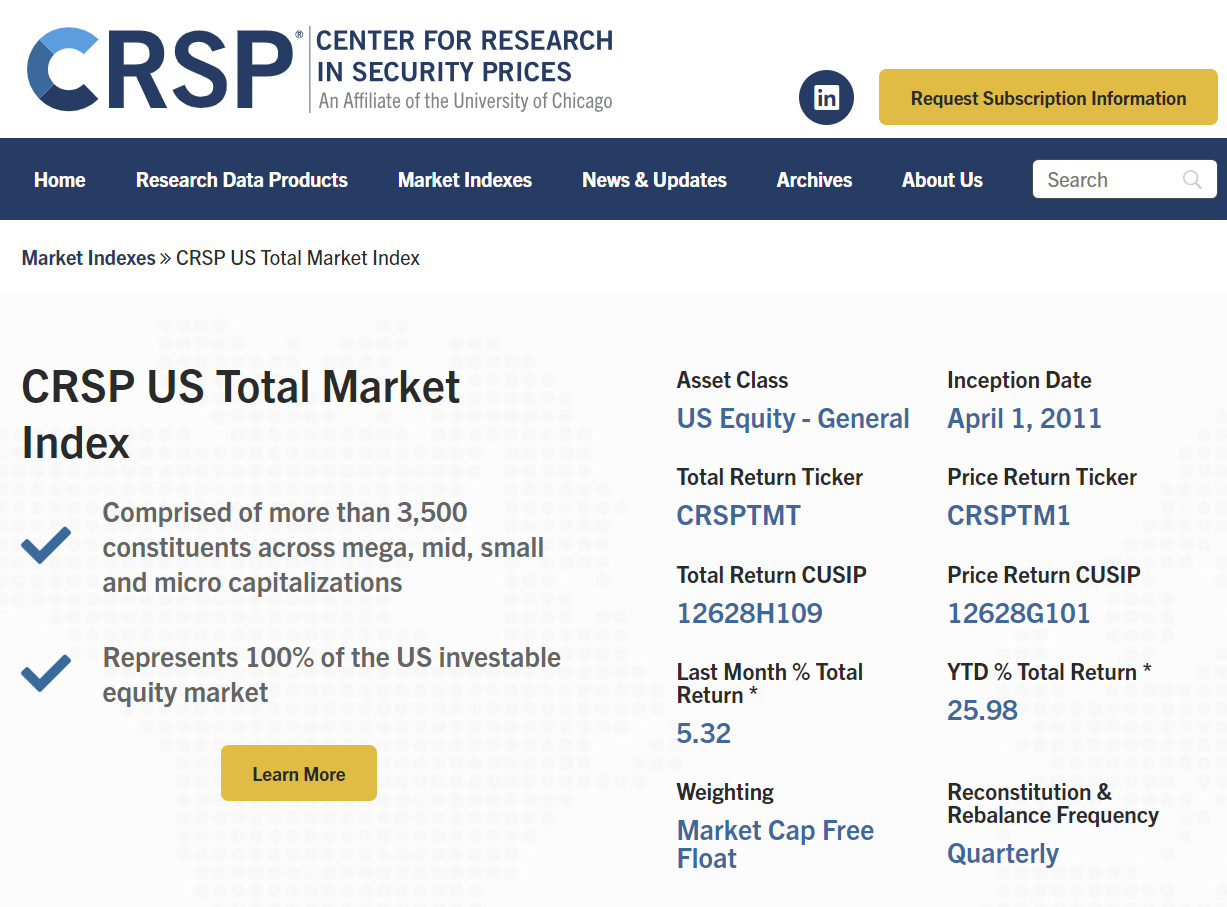 CRSP®
CENTER FOR RESEARCH
IN SECURITY PRICES
An Affiliate of the University of Chicago
in
Request Subscription Information
Home
Research Data Products
Market Indexes
News & Updates
Archives
About Us
Search
Market Indexes » CRSP US Total Market Index
CRSP US Total Market
Index
Comprised of more than 3,500
constituents across mega, mid, small
and micro capitalizations
Represents 100% of the US investable
equity market
Learn More
Asset Class
US Equity - General
Inception Date
April 1, 2011
Total Return Ticker
CRSPTMT
Price Return Ticker
CRSPTM1
Total Return CUSIP
12628H109
Price Return CUSIP
12628G101
Last Month % Total
Return *
5.32
YTD % Total Return *
25.98
Weighting
Market Cap Free
Float
Reconstitution &
Rebalance Frequency
Quarterly